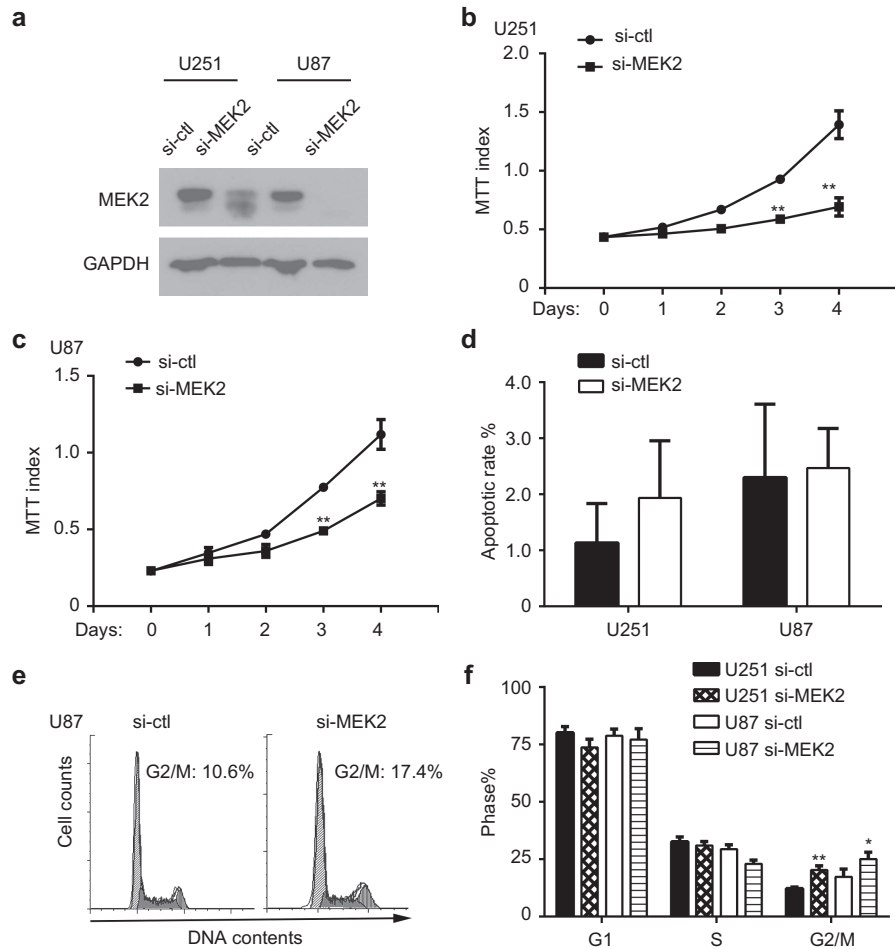 a
U251 U87
si-ctl si-MEK2 si-ctl si-MEK2
MEK2
GAPDH
b
U251
si-ctl
si-MEK2
MTT index
2.0
1.5
1.0
0.5
0
**
**
Days: 0 1 2 3 4
c
U87
si-ctl
si-MEK2
MTT index
1.5
1.0
0.5
0
**
**
Days: 0 1 2 3 4
d
si-ctl
si-MEK2
Apoptotic rate %
4.0
3.0
2.0
1.0
0
U251 U87
e
U87 si-ctl si-MEK2
G2/M: 10.6% G2/M: 17.4%
Cell counts
DNA contents
f
U251 si-ctl
U251 si-MEK2
U87 si-ctl
U87 si-MEK2
Phase%
100
75
50
25
0
** *
G1 S G2/M